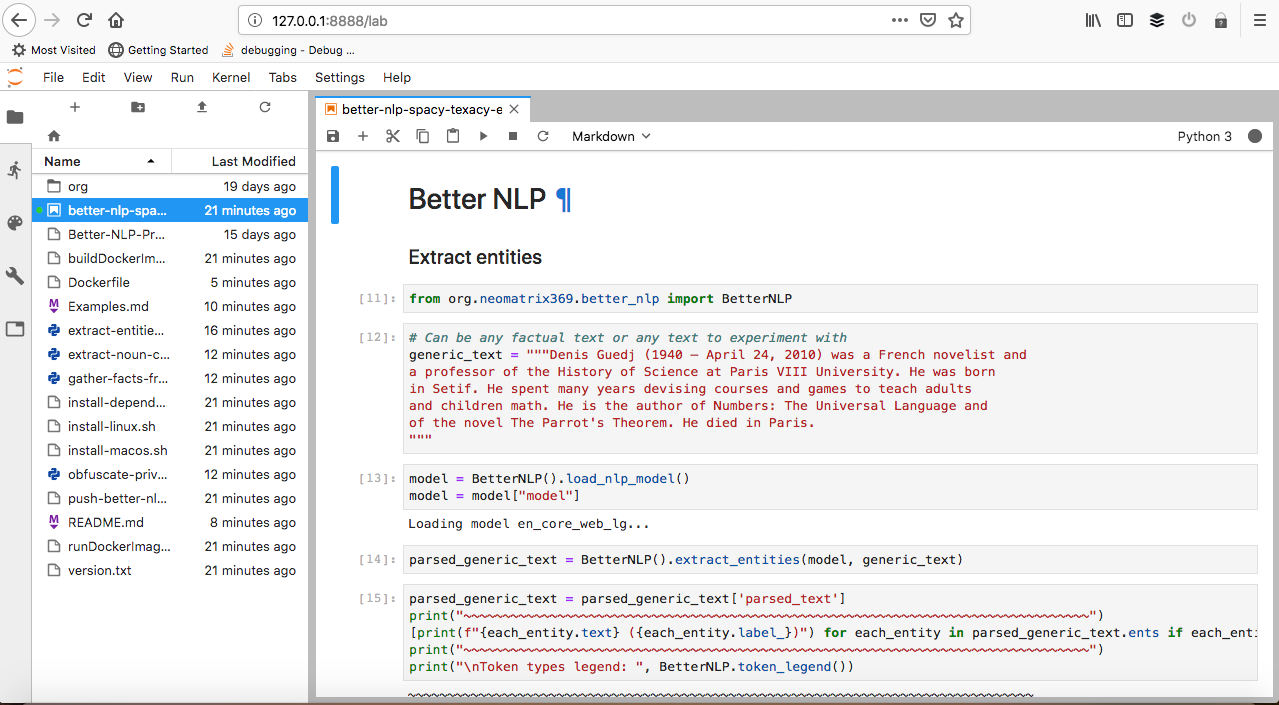 127.0.0.1:8888/lab
Most Visited Getting Started debugging - Debug ...
File Edit View Run Kernel Tabs Settings Help
better-nlp-spacy-texacy-e
Markdown Python 3
Name Last Modified
org 19 days ago
better-nlp-spa... 21 minutes ago
Better-NLP-Pr... 15 days ago
buildDockerIm... 21 minutes ago
Dockerfile 5 minutes ago
Examples.md 10 minutes ago
extract-entitie... 16 minutes ago
extract-noun-c... 12 minutes ago
gather-facts-fr... 12 minutes ago
install-depend... 21 minutes ago
install-linux.sh 21 minutes ago
install-macos.sh 21 minutes ago
obfuscate-priv... 12 minutes ago
push-better-nl... 21 minutes ago
README.md 8 minutes ago
runDockerImag... 21 minutes ago
version.txt 21 minutes ago
Better NLP ¶
Extract entities
[11]: from org.neomatrix369.better_nlp import BetterNLP
[12]: # Can be any factual text or any text to experiment with
generic_text = """Denis Guedj (1940 – April 24, 2010) was a French novelist and
a professor of the History of Science at Paris VIII University. He was born
in Setif. He spent many years devising courses and games to teach adults
and children math. He is the author of Numbers: The Universal Language and
of the novel The Parrot's Theorem. He died in Paris.
"""
[13]: model = BetterNLP().load_nlp_model()
model = model["model"]
Loading model en_core_web_lg...
[14]: parsed_generic_text = BetterNLP().extract_entities(model, generic_text)
[15]: parsed_generic_text = parsed_generic_text['parsed_text']
print("~~~~~~~~~~~~~~~~~~~~~~~~~~~~~~~~~~~~~~~~~~~~~~~~~~~~~~~~~~~~~~~~~~~~~~~~~~~~~~~~")
[print(f"{each_entity.text} ({each_entity.label_})") for each_entity in parsed_generic_text.ents if each_enti
print("~~~~~~~~~~~~~~~~~~~~~~~~~~~~~~~~~~~~~~~~~~~~~~~~~~~~~~~~~~~~~~~~~~~~~~~~~~~~~~~~")
print("\nToken types legend: ", BetterNLP.token_legend())
~~~~~~~~~~~~~~~~~~~~~~~~~~~~~~~~~~~~~~~~~~~~~~~~~~~~~~~~~~~~~~~~~~~~~~~~~~~~~~~~